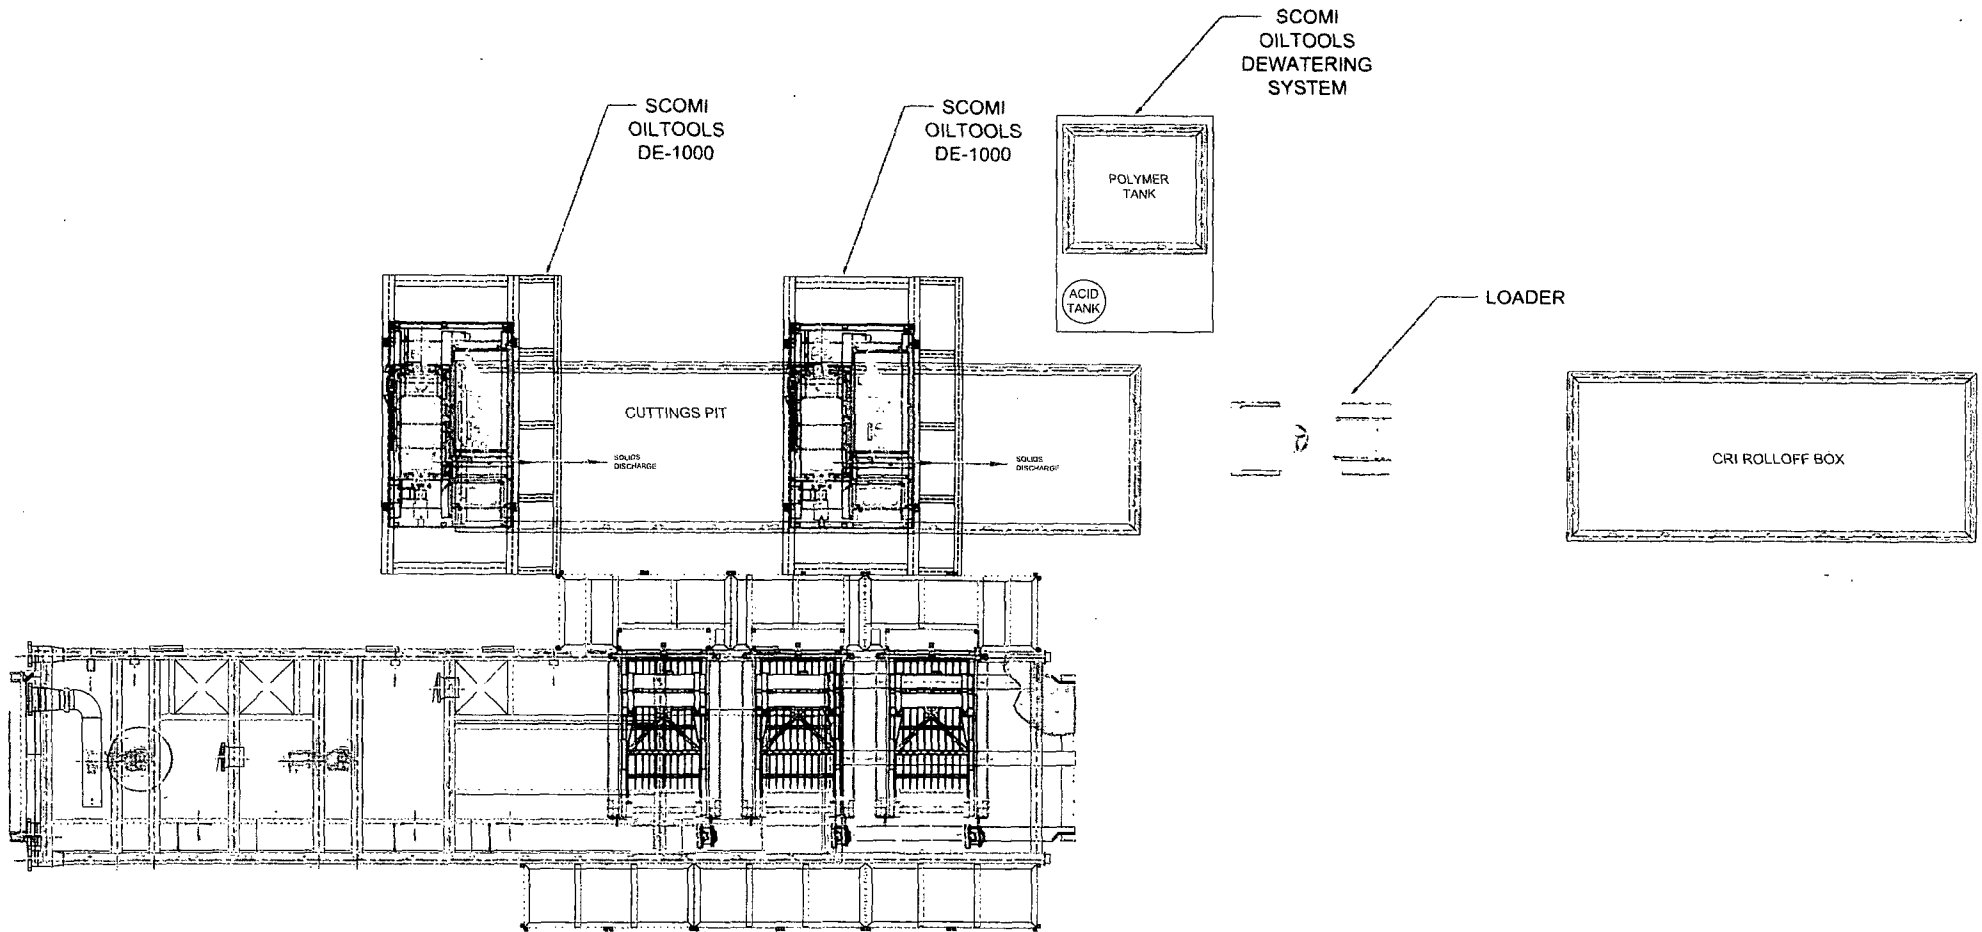 SCOMI
OILTOOLS
DEWATERING
SYSTEM
SCOMI
OILTOOLS
DE-1000
SCOMI
OILTOOLS
DE-1000
POLYMER
TANK
ACID
TANK
LOADER
CUTTINGS PIT
SOLIDS
DISCHARGE
SOLIDS
DISCHARGE
CRI ROLLOFF BOX